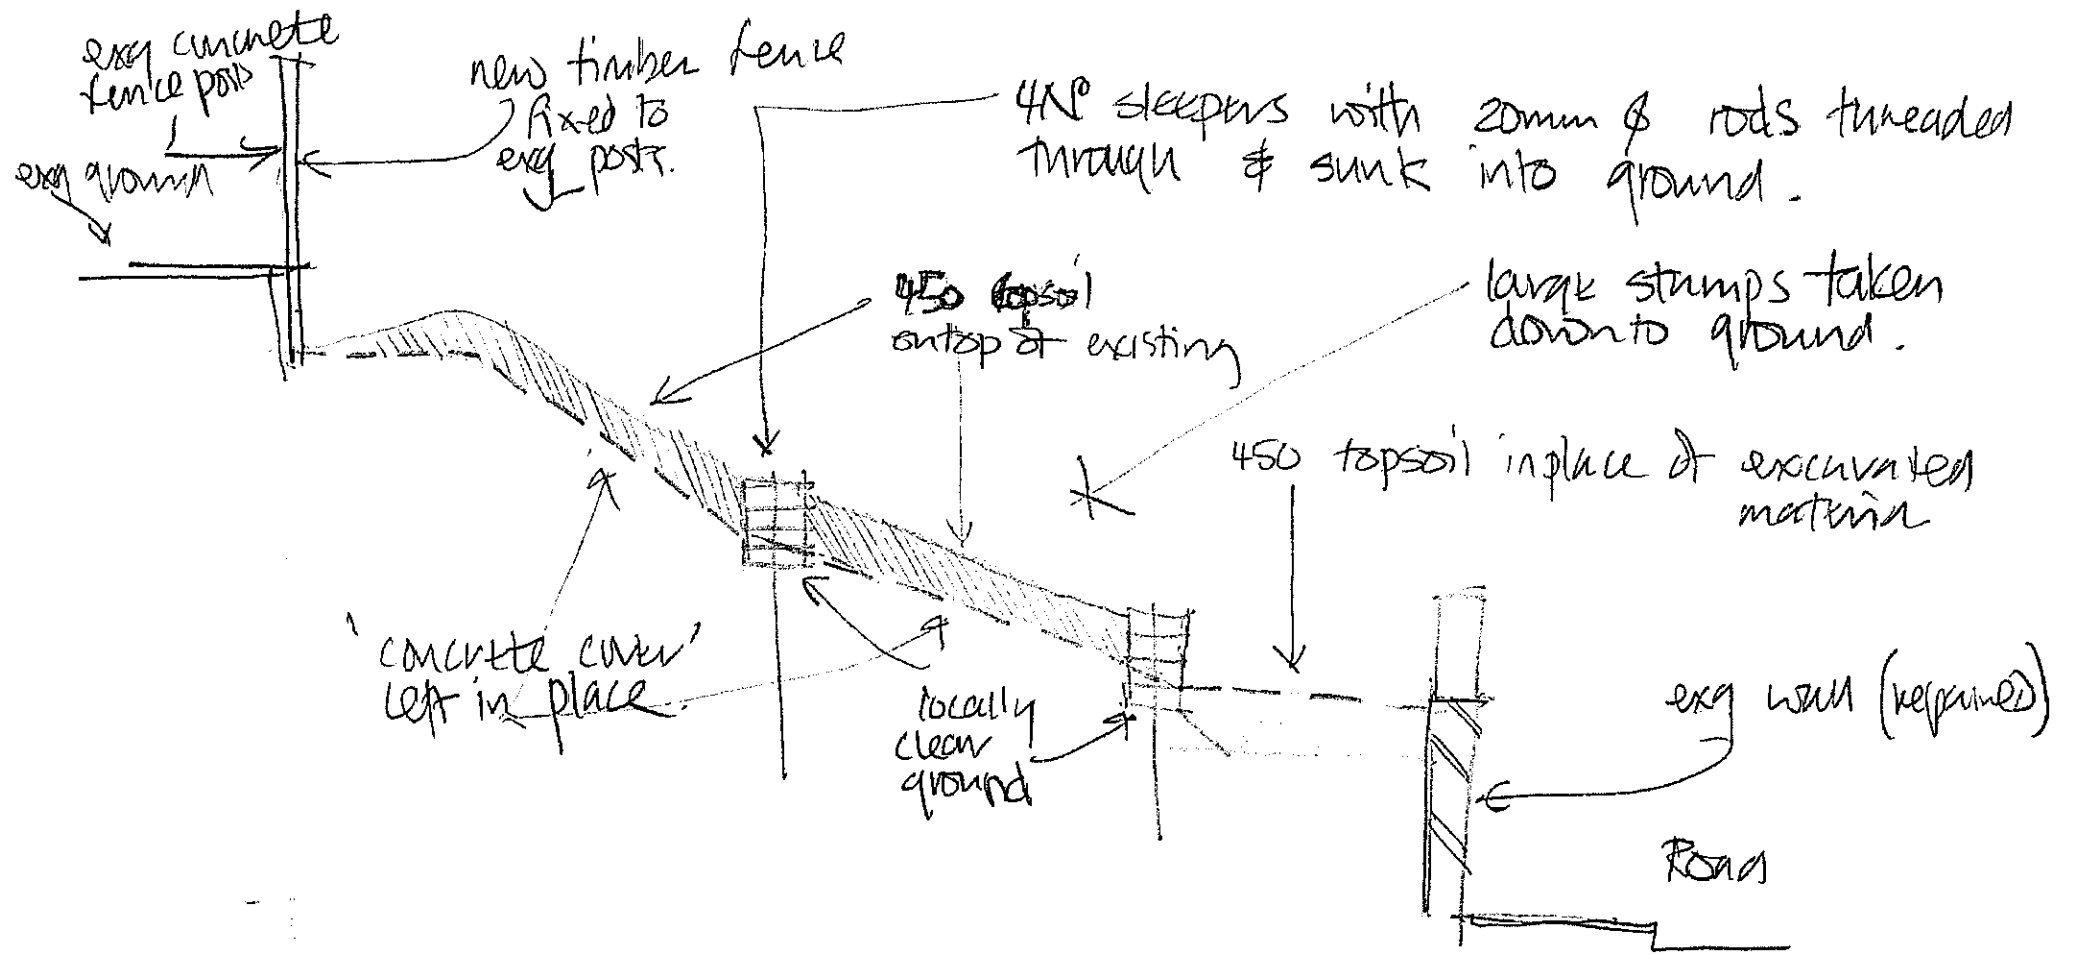 exg concrete
fence posts
exg ground
new timber fence
fixed to
exg posts.
4Nº sleepers with 20mm ϕ rods threaded
through & sunk into ground.
450 topsoil
ontop of existing
large stumps taken
down to ground.
450 topsoil inplace of excavated
material
'concrete cover'
left in place.
locally
clear
ground
exg wall (repaired)
Road